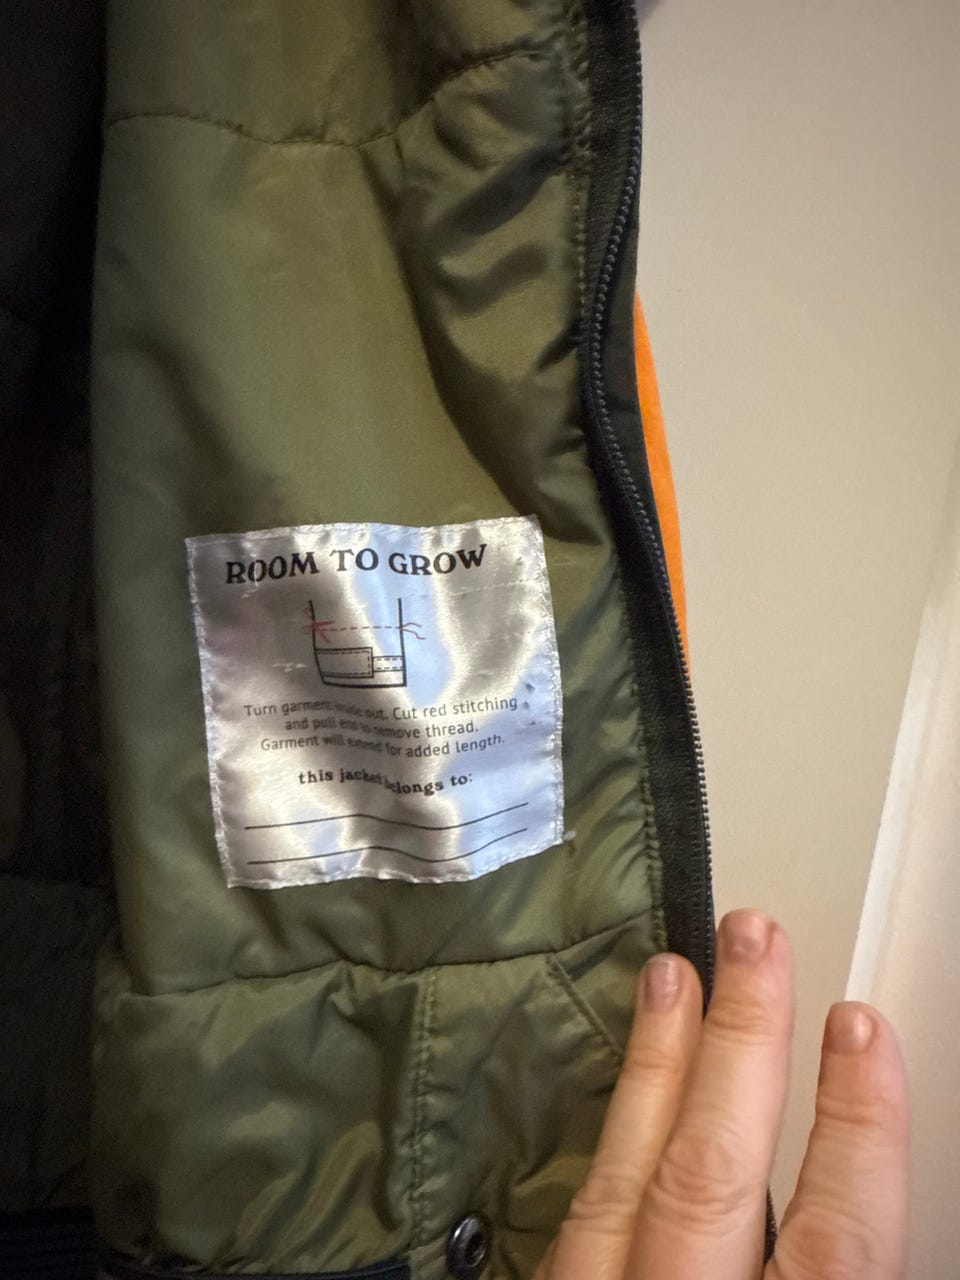 ROOM TO GROW
Turn garment inside out. Cut red stitching
and pull ends to remove thread.
Garment will extend for added length.
this jacket belongs to: